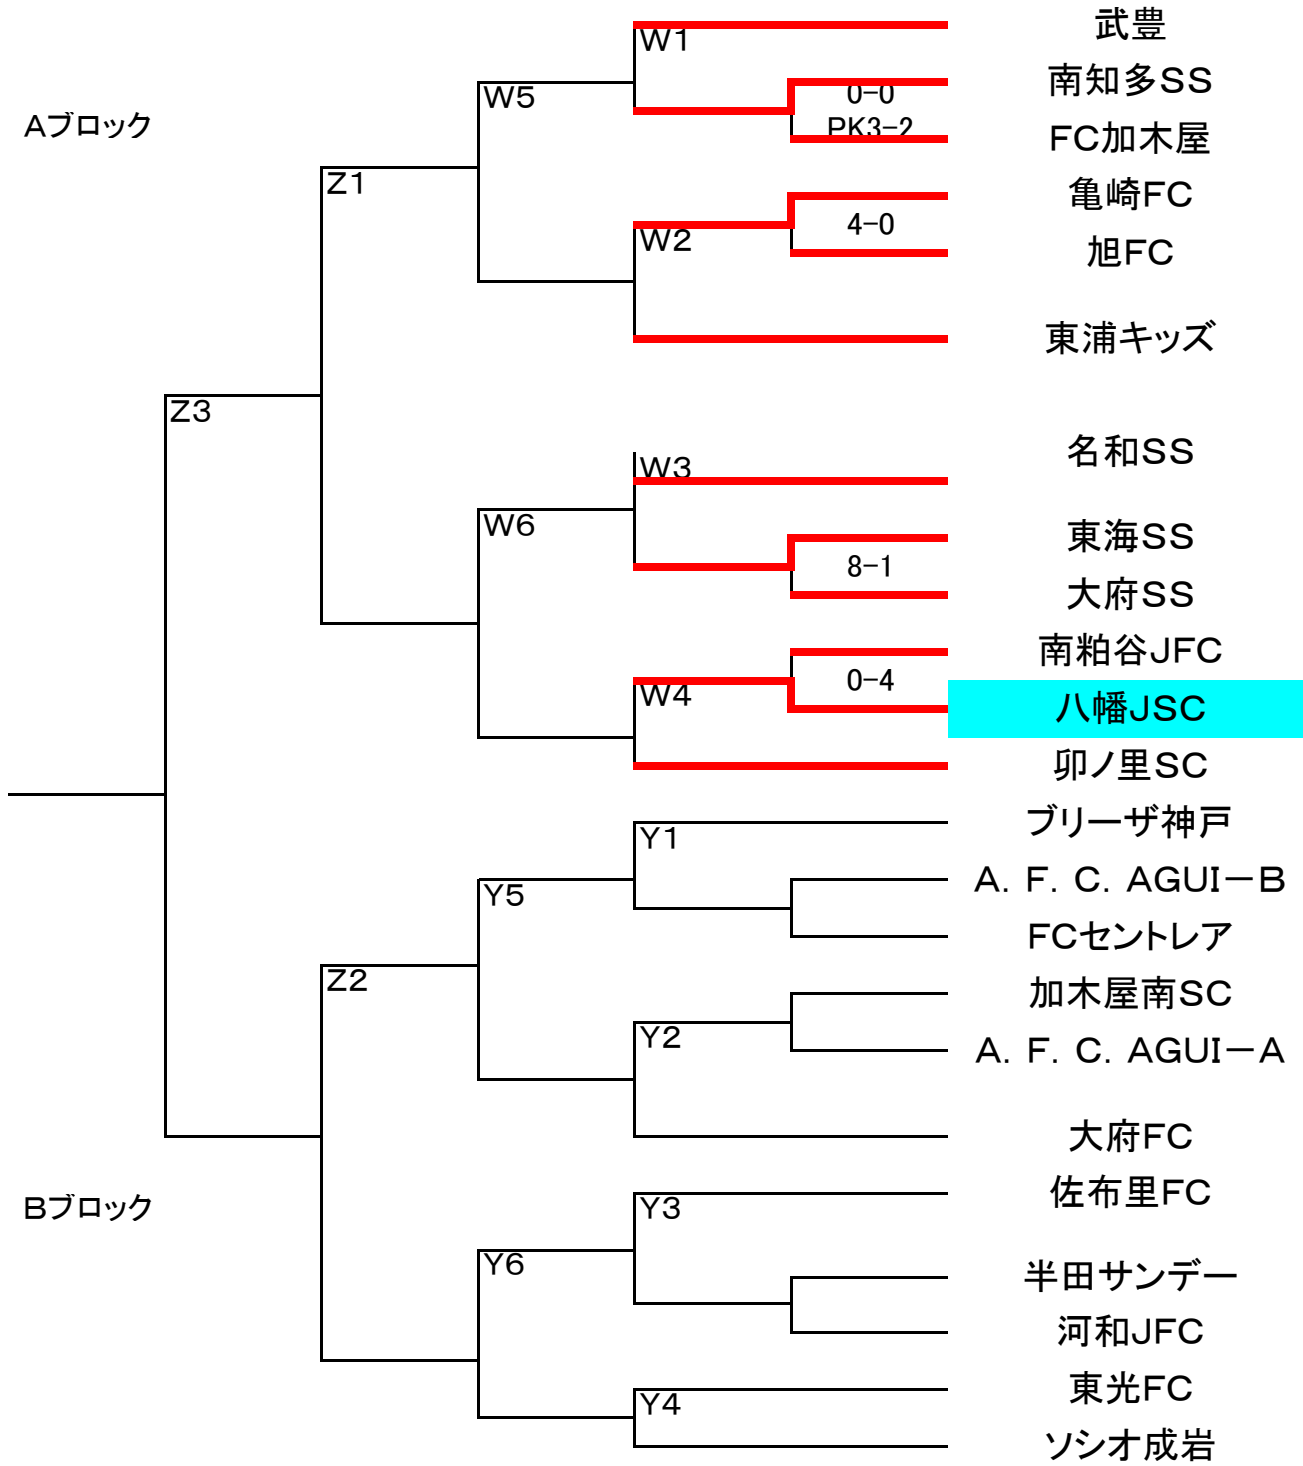 武豊
W1
南知多SS
0-0
W5
PK3-2
Aブロック
FC加木屋
Z1
亀崎FC
4-0
W2
旭FC
東浦キッズ
Z3
名和SS
W3
W6
東海SS
8-1
大府SS
南粕谷JFC
0-4
W4
八幡JSC
卯ノ里SC
ブリーザ神戸
Y1
A. F. C. AGUI－B
Y5
FCセントレア
Z2
加木屋南SC
Y2
A. F. C. AGUI－A
大府FC
佐布里FC
Bブロック
Y3
Y6
半田サンデー
河和JFC
東光FC
Y4
ソシオ成岩